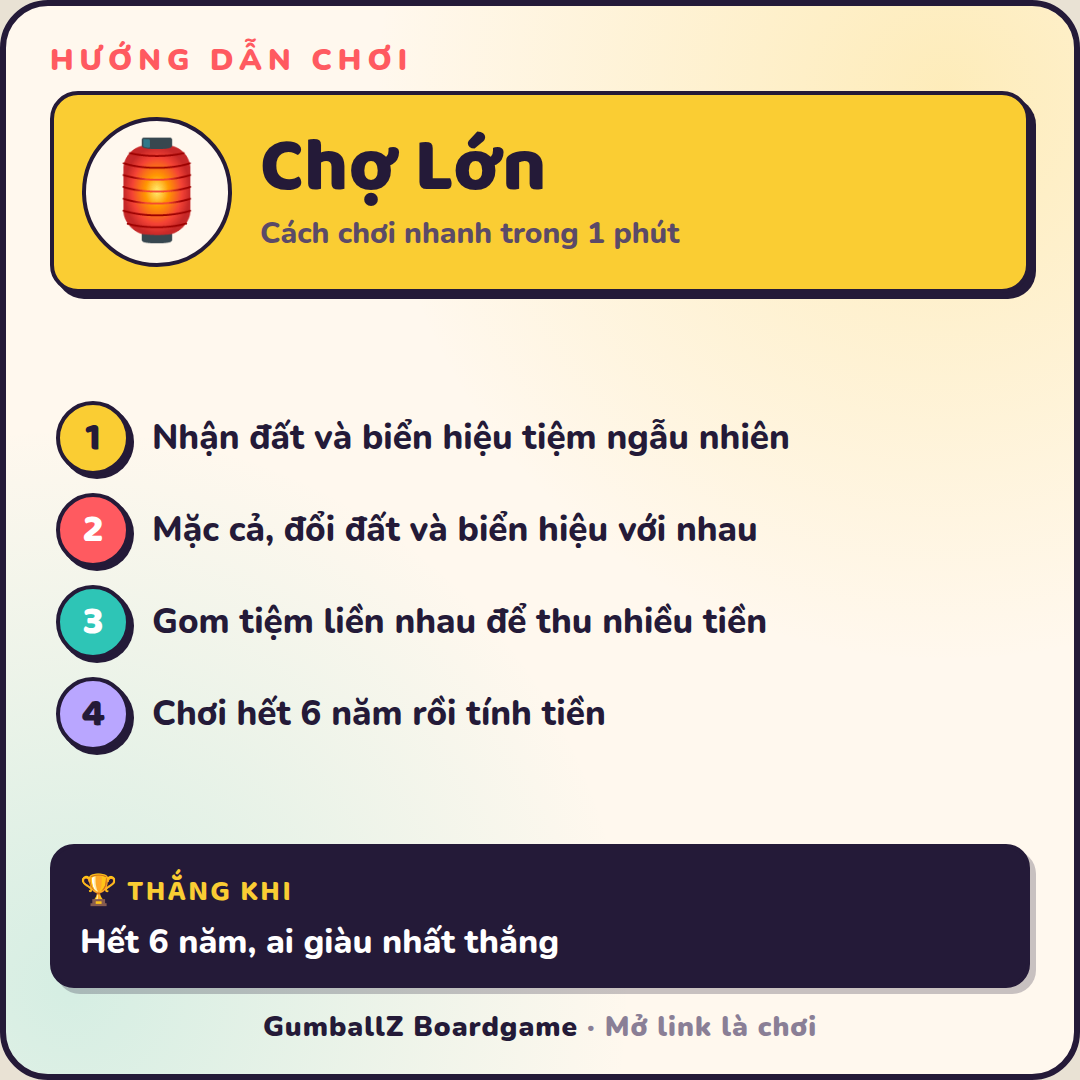 HƯỚNG DẪN CHƠI
Chợ Lớn
Cách chơi nhanh trong 1 phút
1 Nhận đất và biển hiệu tiệm ngẫu nhiên
2 Mặc cả, đổi đất và biển hiệu với nhau
3 Gom tiệm liền nhau để thu nhiều tiền
4 Chơi hết 6 năm rồi tính tiền
🏆 THẮNG KHI
Hết 6 năm, ai giàu nhất thắng
GumballZ Boardgame · Mở link là chơi